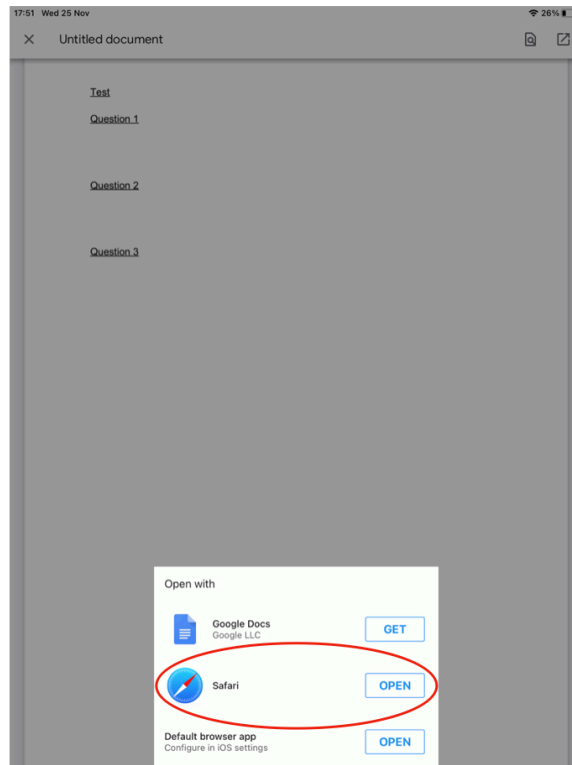 17:51 Wed 25 Nov 26%
Untitled document
Test
Question 1
Question 2
Question 3
Open with
Google Docs
Google LLC
GET
Safari
OPEN
Default browser app
Configure in iOS settings
OPEN